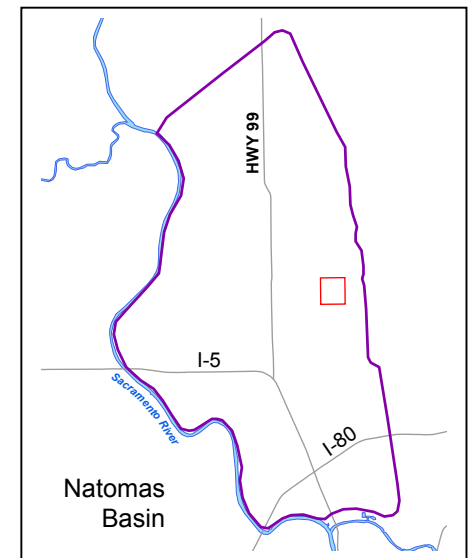 HWY 99
I-5
Sacramento River
I-80
Natomas
Basin